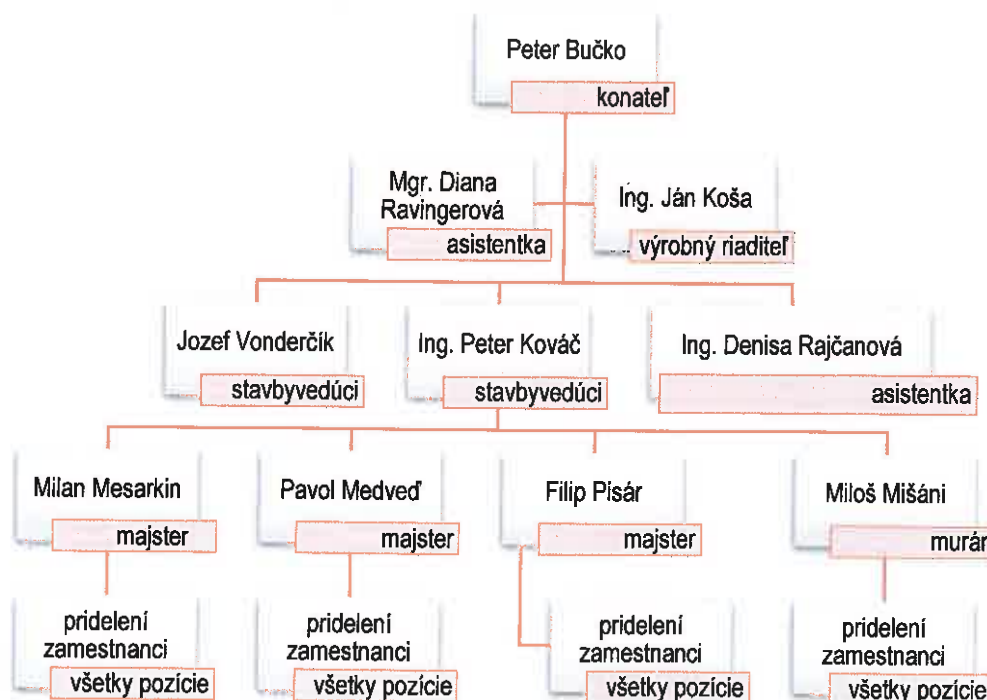 Peter Bučko
konateľ
Mgr. Diana
Ravingerová
asistentka
Ing. Ján Koša
výrobný riaditeľ
Jozef Vonderčík
stavbyvedúci
Ing. Peter Kováč
stavbyvedúci
Ing. Denisa Rajčanová
asistentka
Milan Mesarkin
majster
Pavol Medveď
majster
Filip Pisár
majster
Miloš Mišáni
murár
pridelení
zamestnanci
všetky pozície
pridelení
zamestnanci
všetky pozície
pridelení
zamestnanci
všetky pozície
pridelení
zamestnanci
všetky pozície